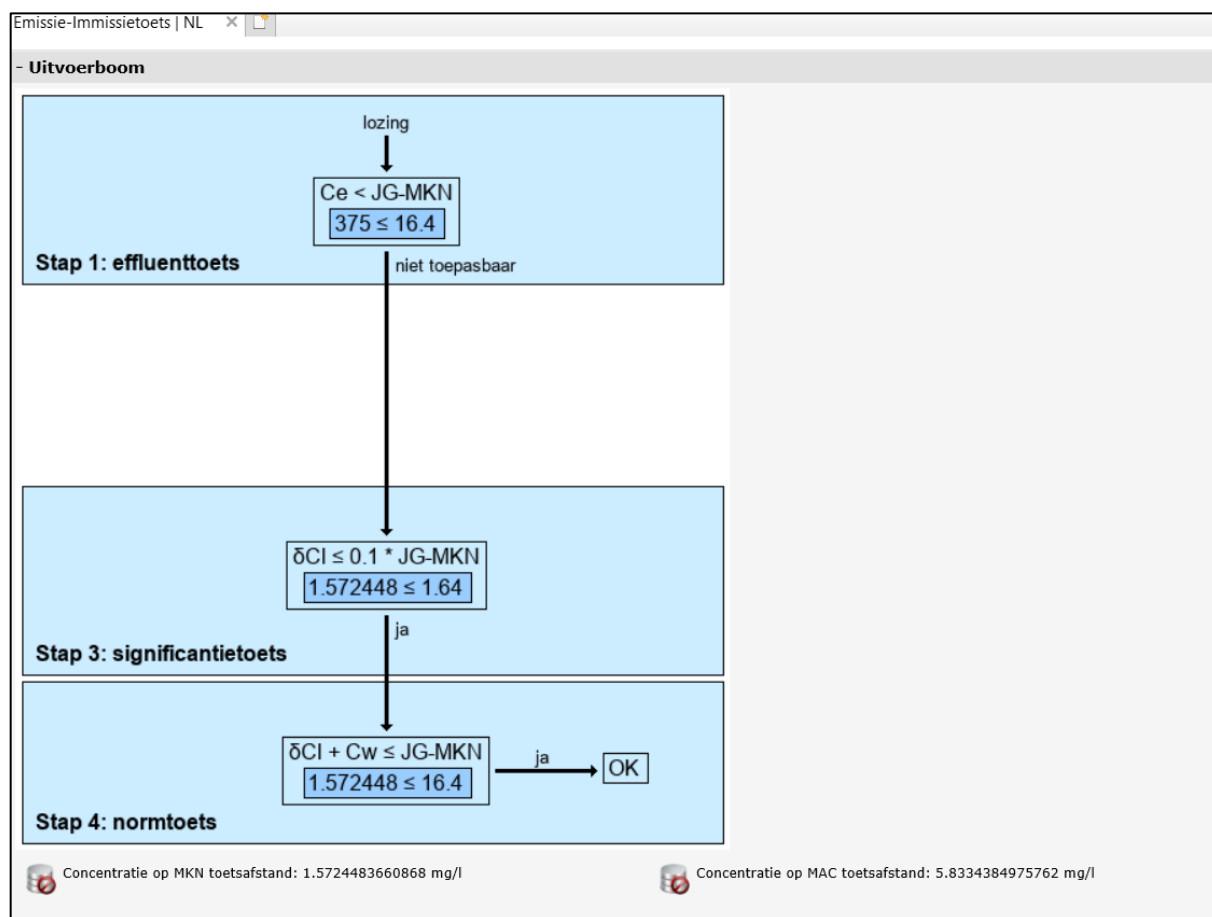 Emissie-Immissietoets | NL
- Uitvoerboom
lozing
Ce < JG-MKN
375 ≤ 16.4
Stap 1: effluenttoets
niet toepasbaar
δCl ≤ 0.1 * JG-MKN
1.572448 ≤ 1.64
ja
Stap 3: significantietoets
δCl + Cw ≤ JG-MKN
1.572448 ≤ 16.4
ja
OK
Stap 4: normtoets
Concentratie op MKN toetsafstand: 1.5724483660868 mg/l
Concentratie op MAC toetsafstand: 5.8334384975762 mg/l